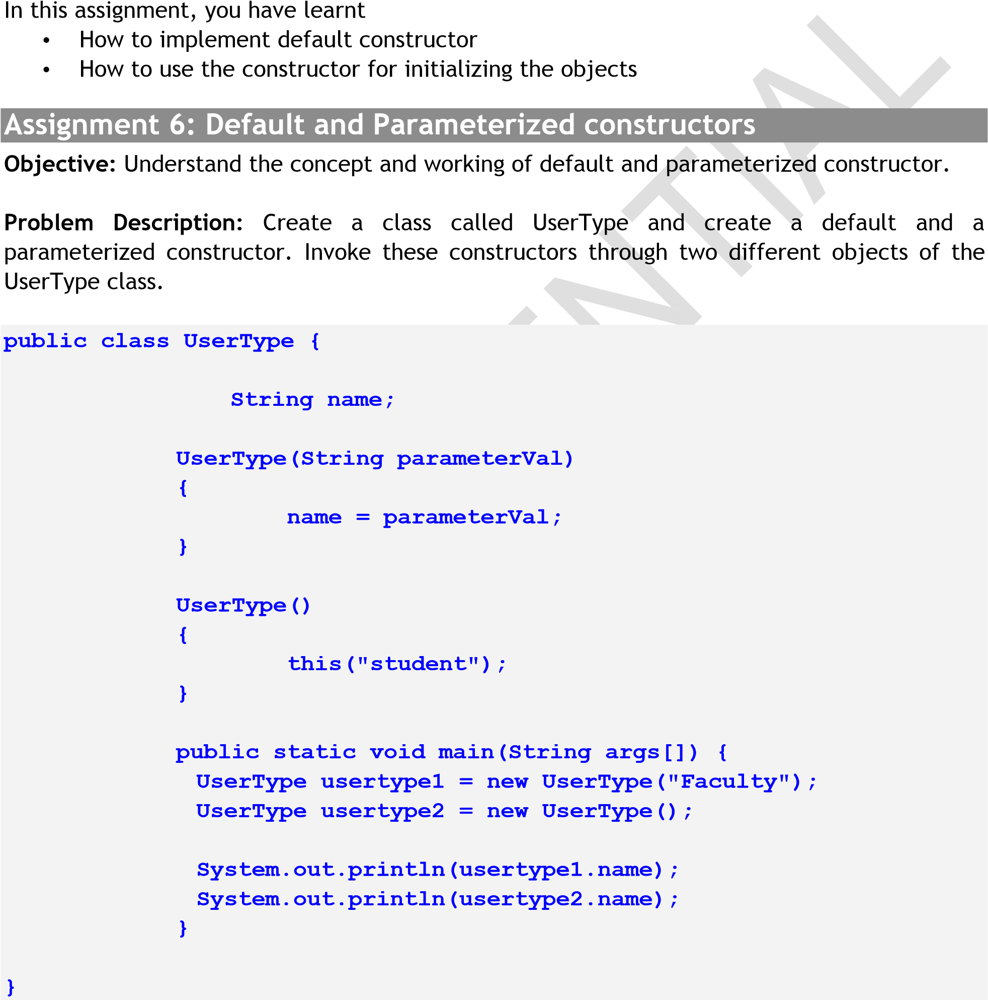 In this assignment, you have learnt
• How to implement default constructor
• How to use the constructor for initializing the objects
Assignment 6: Default and Parameterized constructors
Objective: Understand the concept and working of default and parameterized constructor.
Problem Description: Create a class called UserType and create a default and a
parameterized constructor. Invoke these constructors through two different objects of the
UserType class.
public class UserType {
String name;
UserType(String parameterVal)
{
name = parameterVal;
}
UserType()
{
this("student");
}
public static void main(String args[]) {
UserType usertype1 = new UserType("Faculty");
UserType usertype2 = new UserType();
System.out.println(usertype1.name);
System.out.println(usertype2.name);
}
}
NTIAL